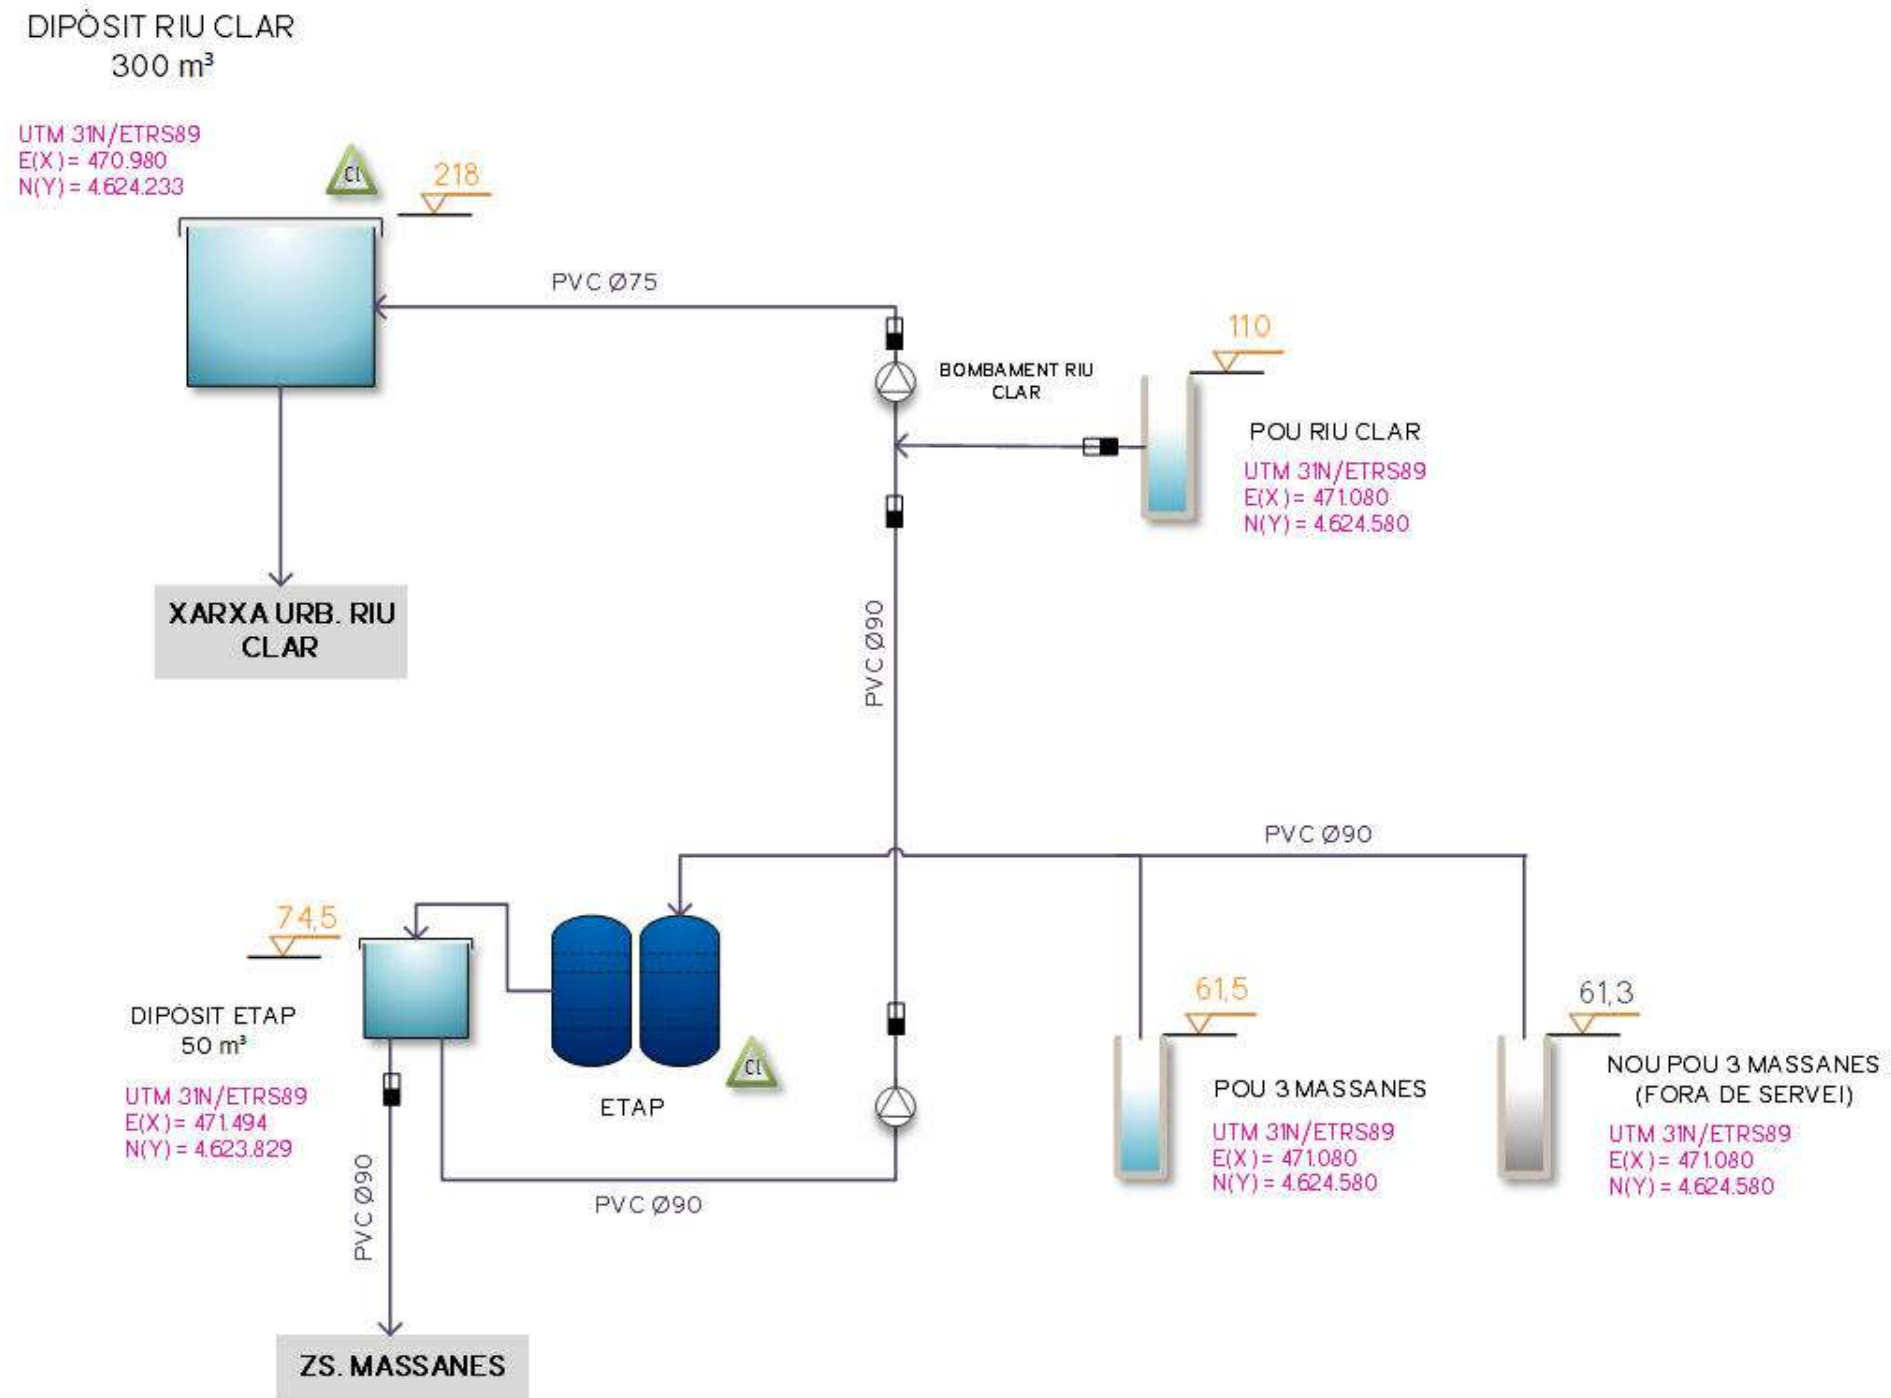 DIPÒSIT RIU CLAR
300 m³
UTM 31N/ETRS89
E(X)= 470.980
N(Y) = 4.624.233
Cl
218
PVC Ø75
BOMBAMENT RIU
CLAR
110
POU RIU CLAR
UTM 31N/ETRS89
E(X)= 471.080
N(Y) = 4.624.580
XARXA URB. RIU
CLAR
PVC Ø90
PVC Ø90
74,5
DIPÒSIT ETAP
50 m³
UTM 31N/ETRS89
E(X)= 471.494
N(Y) = 4.623.829
ETAP
Cl
61,5
POU 3 MASSANES
UTM 31N/ETRS89
E(X)= 471.080
N(Y) = 4.624.580
61,3
NOU POU 3 MASSANES
(FORA DE SERVEI)
UTM 31N/ETRS89
E(X)= 471.080
N(Y) = 4.624.580
PVC Ø90
PVC Ø90
ZS. MASSANES